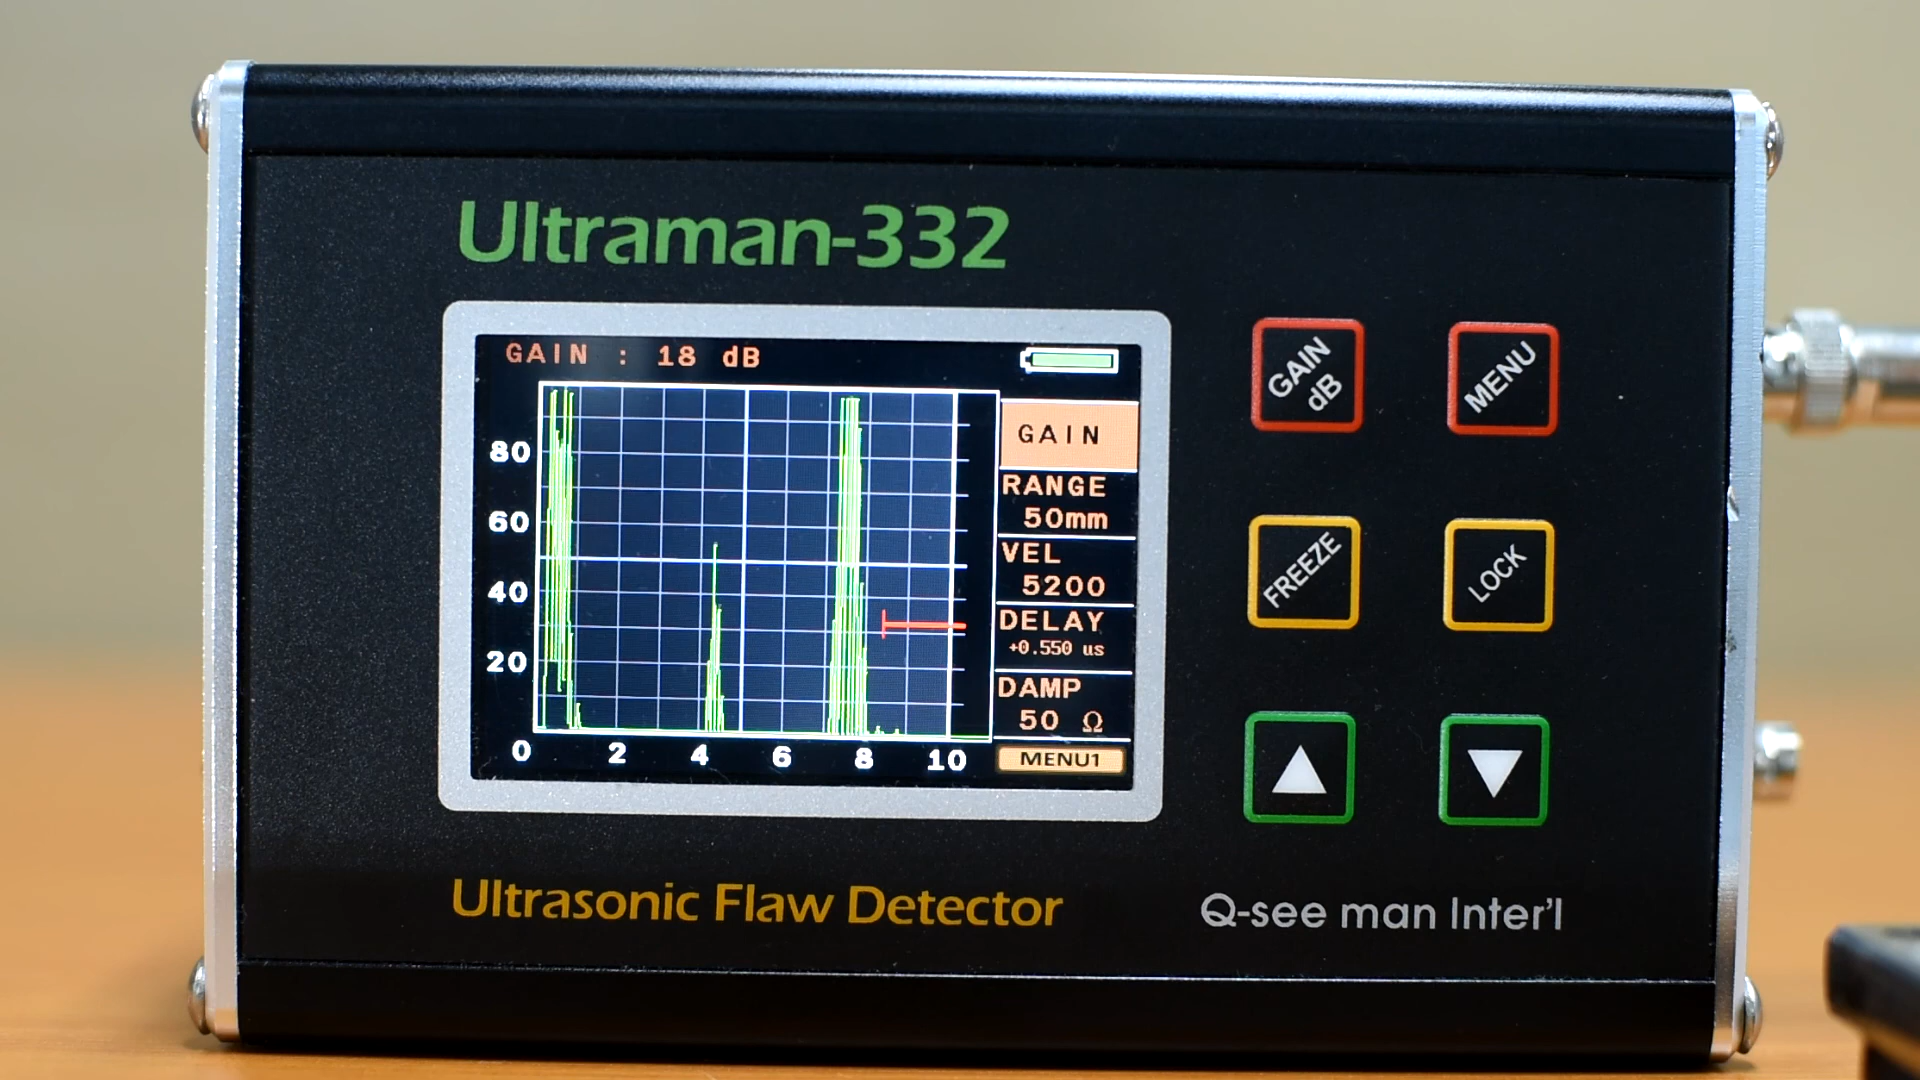 Ultraman-332
GAIN : 18 dB
80
60
40
20
0 2 4 6 8 10
GAIN
RANGE
50mm
VEL
5200
DELAY
+0.550 us
DAMP
50 Ω
MENU1
GAIN dB
MENU
FREEZE
LOCK
Ultrasonic Flaw Detector
Q-see man Inter'l